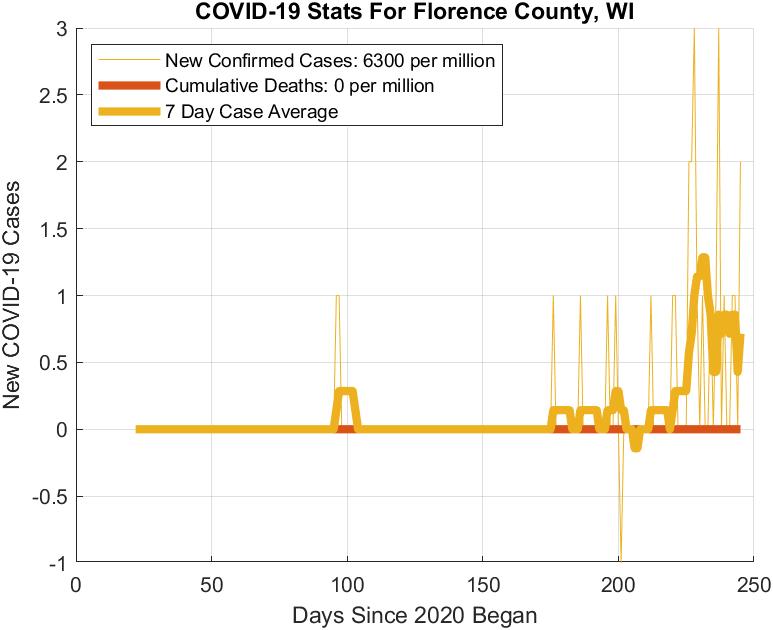 COVID-19 Stats For Florence County, WI
New Confirmed Cases: 6300 per million
Cumulative Deaths: 0 per million
7 Day Case Average
New COVID-19 Cases
3
2.5
2
1.5
1
0.5
0
-0.5
-1
0 50 100 150 200 250
Days Since 2020 Began